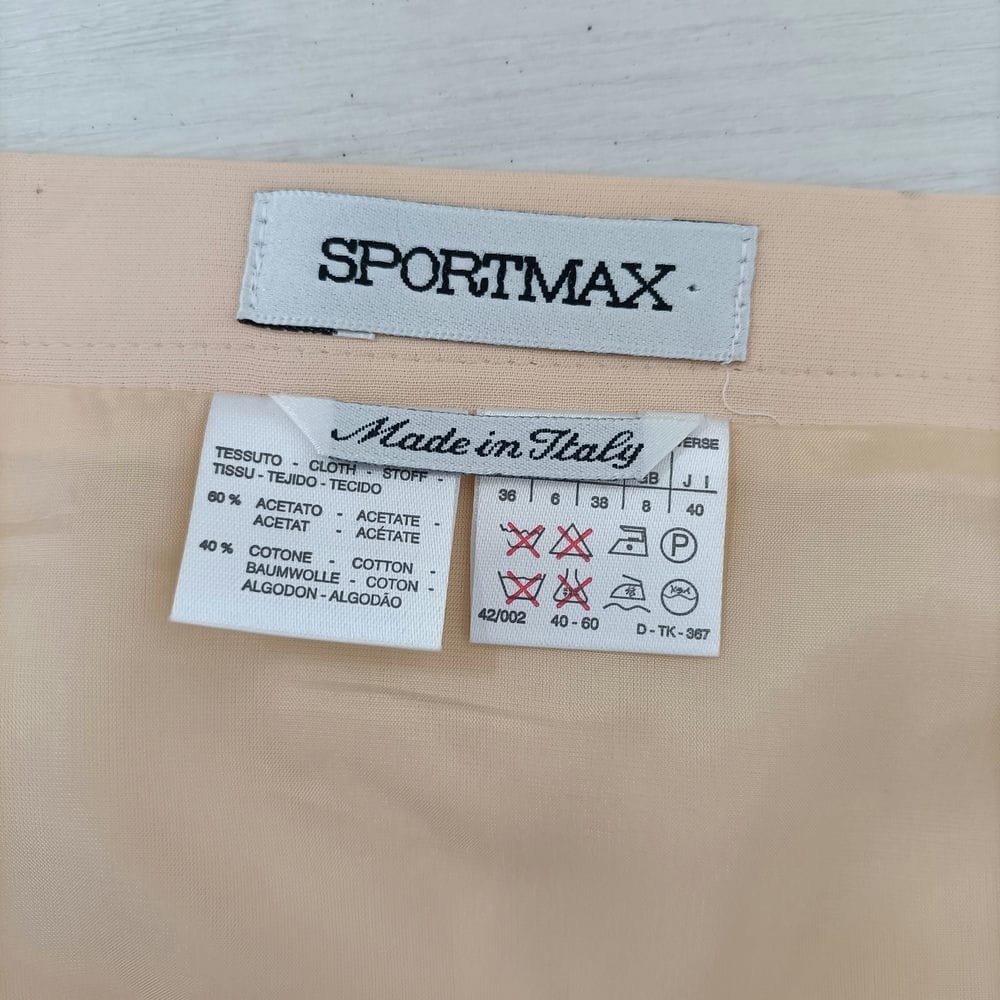 SPORTMAX
Made in Italy
TESSUTO - CLOTH - STOFF -
TISSU - TEJIDO - TECIDO
60 % ACETATO - ACETATE -
ACETAT - ACÉTATE
40 % COTONE - COTTON -
BAUMWOLLE - COTON -
ALGODON - ALGODÃO
J I
36 6 38 8 40
P
42/002 40 - 60 D - TK - 367